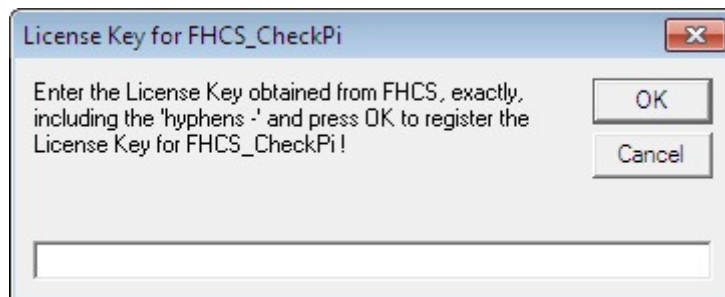 License Key for FHCS_CheckPi
Enter the License Key obtained from FHCS, exactly,
including the 'hyphens -' and press OK to register the
License Key for FHCS_CheckPi !
OK
Cancel